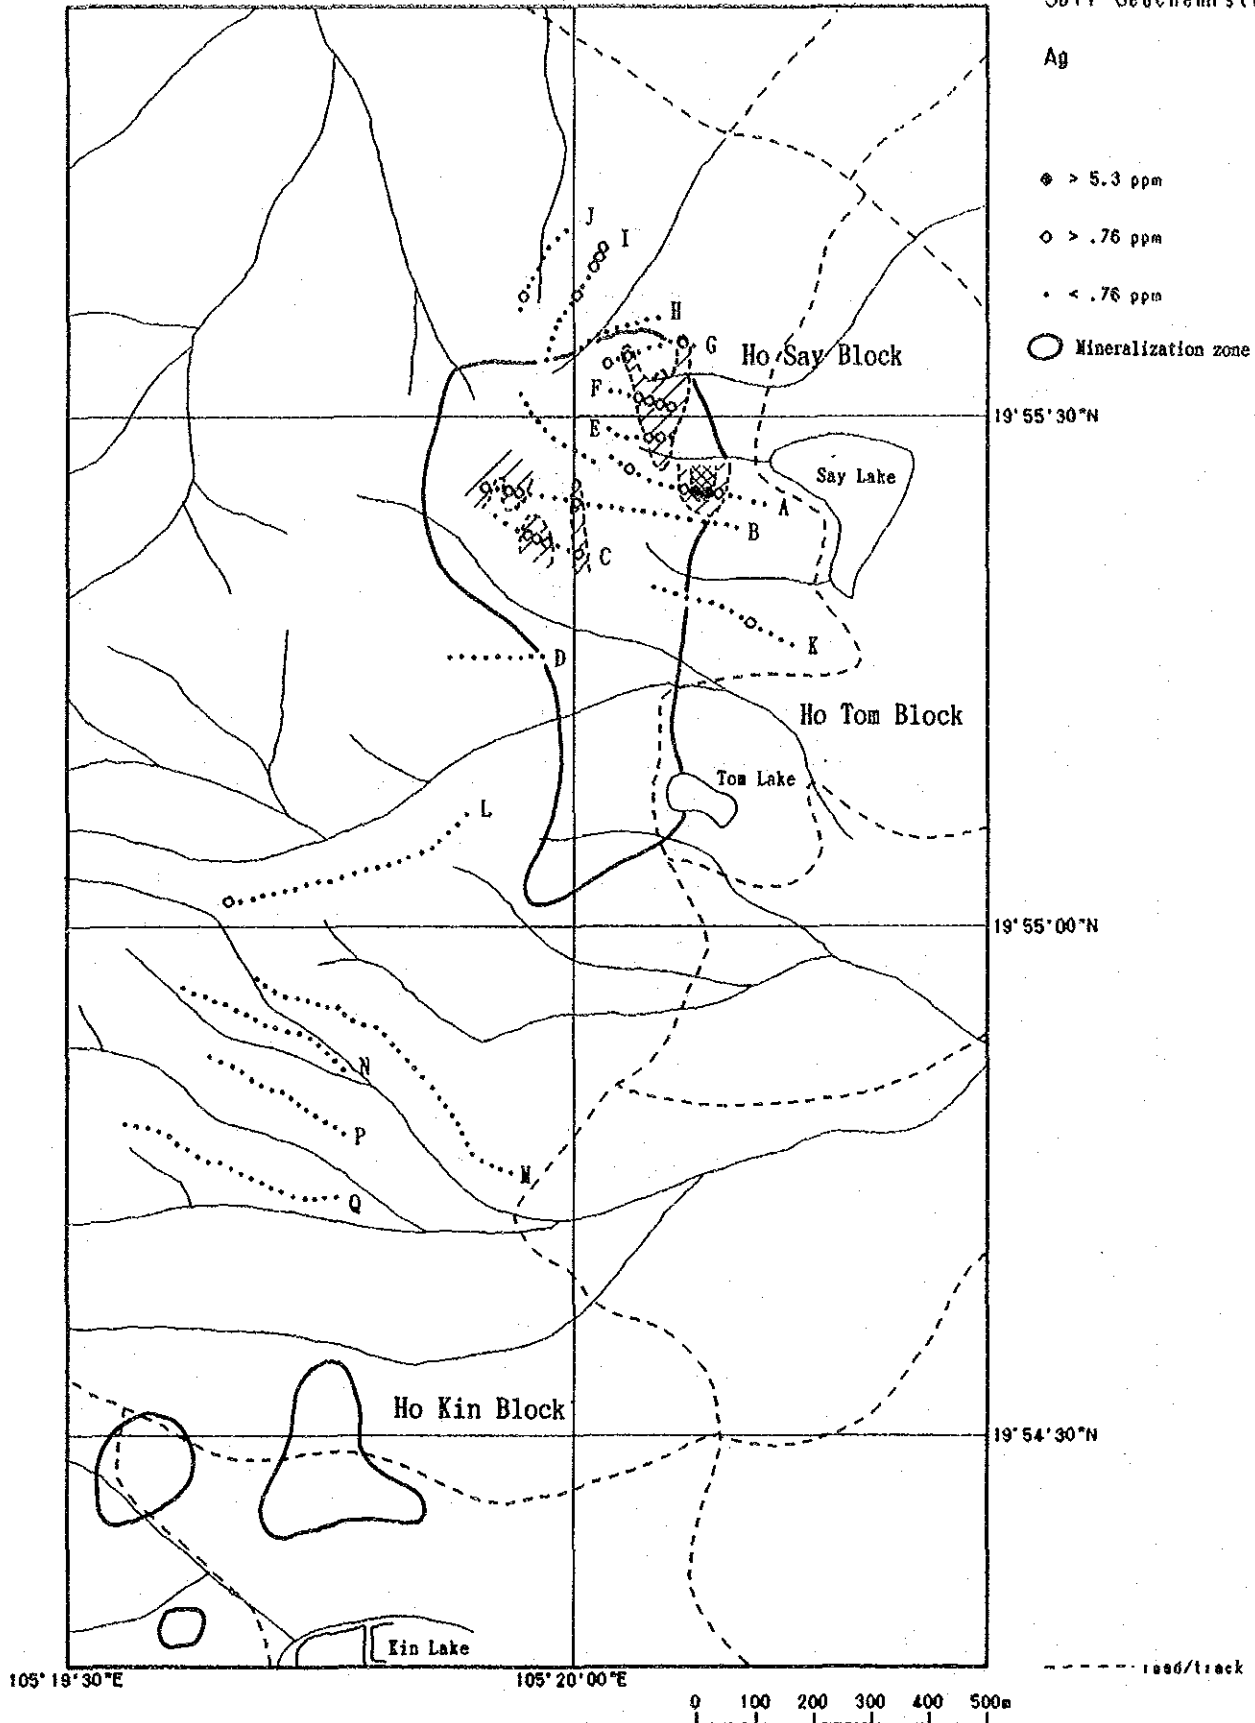 Ag
> 5.3 ppm
> .76 ppm
< .76 ppm
Mineralization zone
J
I
H
G
Ho Say Block
F
19°55'30"N
E
Say Lake
A
B
C
K
D
Ho Tom Block
Tom Lake
L
19°55'00"N
N
P
M
Q
Ho Kin Block
19°54'30"N
Kin Lake
105°19'30"E
105°20'00"E
road/track
0 100 200 300 400 500m